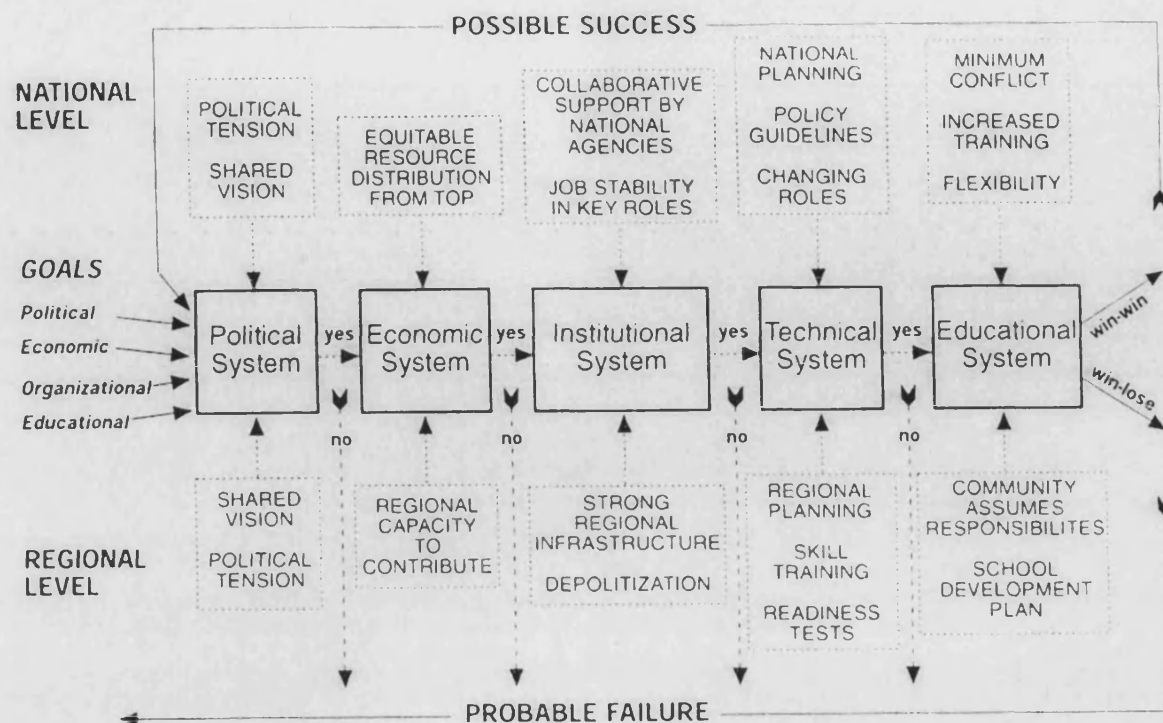 POSSIBLE SUCCESS
NATIONAL
LEVEL
POLITICAL
TENSION
SHARED
VISION
EQUITABLE
RESOURCE
DISTRIBUTION
FROM TOP
COLLABORATIVE
SUPPORT BY
NATIONAL
AGENCIES
JOB STABILITY
IN KEY ROLES
NATIONAL
PLANNING
POLICY
GUIDELINES
CHANGING
ROLES
MINIMUM
CONFLICT
INCREASED
TRAINING
FLEXIBILITY
GOALS
Political
Economic
Organizational
Educational
Political
System
yes
no
Economic
System
yes
no
Institutional
System
yes
no
Technical
System
yes
no
Educational
System
win-win
win-lose
REGIONAL
LEVEL
SHARED
VISION
POLITICAL
TENSION
REGIONAL
CAPACITY
TO
CONTRIBUTE
STRONG
REGIONAL
INFRASTRUCTURE
DEPOLITIZATION
REGIONAL
PLANNING
SKILL
TRAINING
READINESS
TESTS
COMMUNITY
ASSUMES
RESPONSIBILITES
SCHOOL
DEVELOPMENT
PLAN
PROBABLE FAILURE